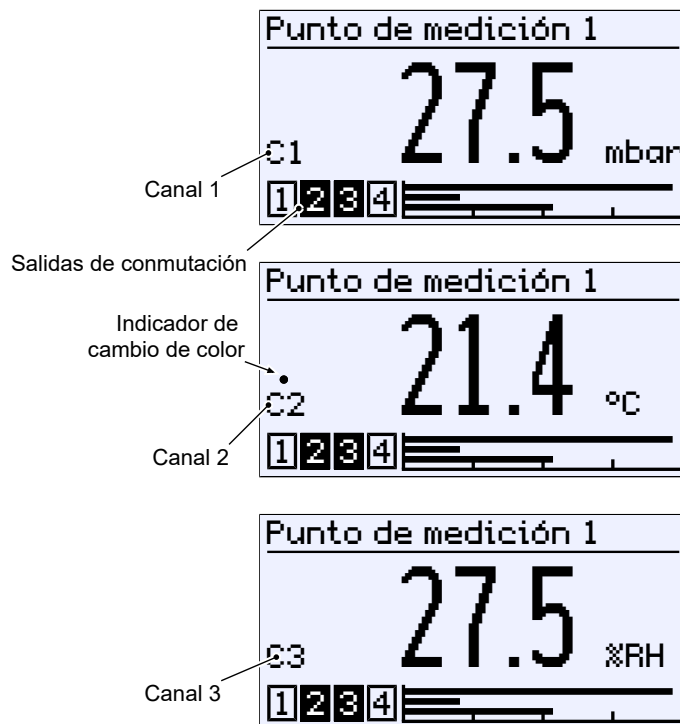 Punto de medición 1
27.5
C1
mbar
Canal 1
1 2 3 4
Salidas de conmutación
Punto de medición 1
Indicador de
cambio de color
21.4
C2
°C
Canal 2
1 2 3 4
Punto de medición 1
27.5
C3
%RH
Canal 3
1 2 3 4